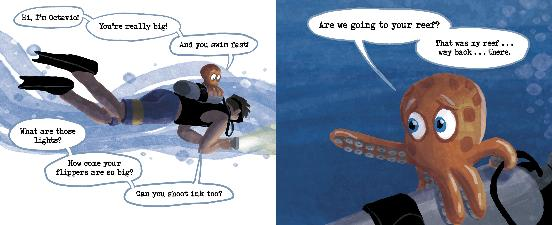 Hi, I'm Octavio!
You're really big!
And you swim fast!
What are those
lights?
How come your
flippers are so big?
Can you shoot ink too?
Are we going to your reef?
That was my reef ...
way back ... there.